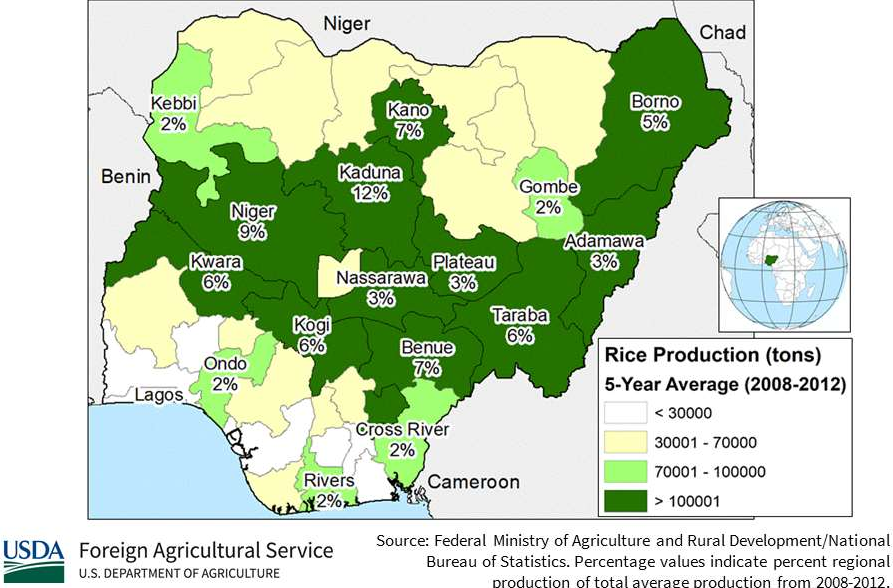 Niger
Chad
Kebbi
2%
Kano
7%
Borno
5%
Benin
Kaduna
12%
Gombe
2%
Niger
9%
Adamawa
3%
Kwara
6%
Nassarawa
3%
Plateau
3%
Taraba
6%
Kogi
6%
Benue
7%
Ondo
2%
Lagos
Cross River
2%
Rivers
2%
Cameroon
Rice Production (tons)
5-Year Average (2008-2012)
< 30000
30001 - 70000
70001 - 100000
> 100001
USDA
Foreign Agricultural Service
U.S. DEPARTMENT OF AGRICULTURE
Source: Federal Ministry of Agriculture and Rural Development/National
Bureau of Statistics. Percentage values indicate percent regional
production of total average production from 2008-2012.